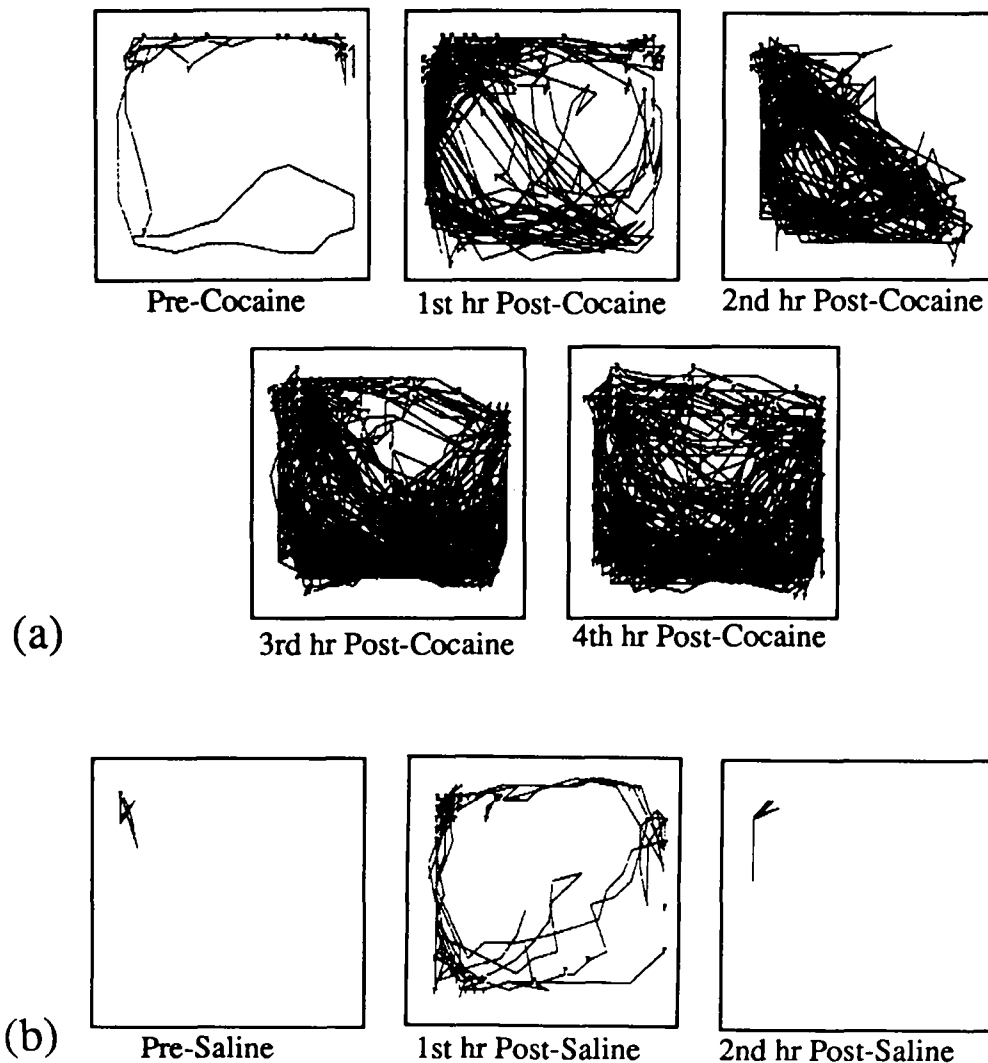 Pre-Cocaine
1st hr Post-Cocaine
2nd hr Post-Cocaine
(a)
3rd hr Post-Cocaine
4th hr Post-Cocaine
(b)
Pre-Saline
1st hr Post-Saline
2nd hr Post-Saline